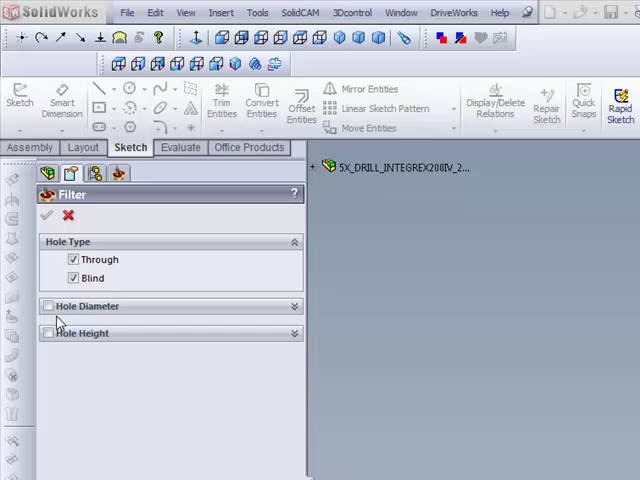 SolidWorks File Edit View Insert Tools SolidCAM 3Dcontrol Window DriveWorks Help
Sketch Smart Dimension Trim Entities Convert Entities Offset Entities Mirror Entities Linear Sketch Pattern Move Entities Display/Delete Relations Repair Sketch Quick Snaps Rapid Sketch
Assembly Layout Sketch Evaluate Office Products
5X_DRILL_INTEGREX200IV_2...
Filter ?
Hole Type
Through
Blind
Hole Diameter
Hole Height